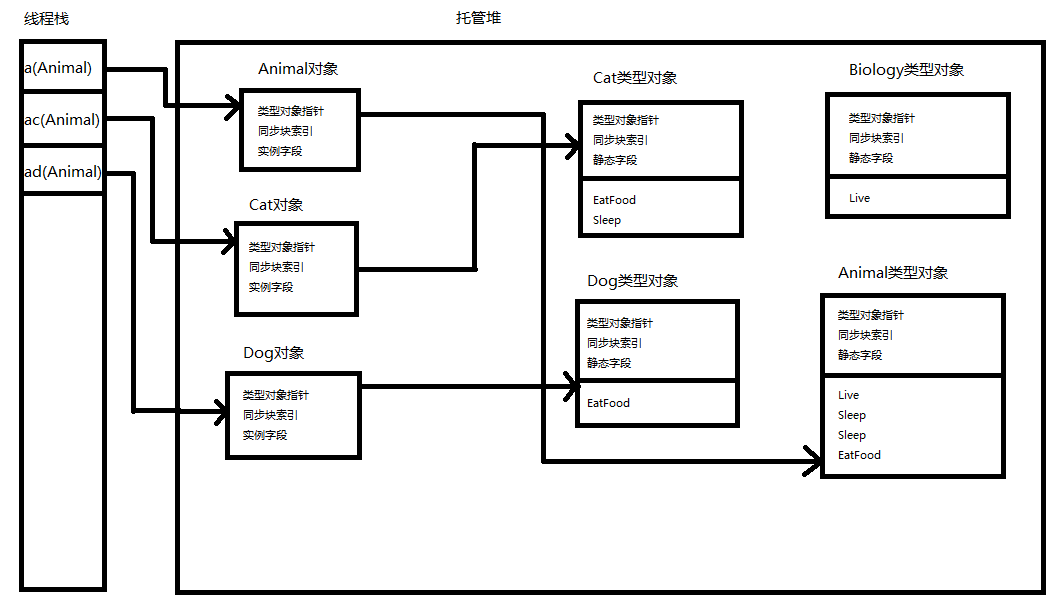 线程栈
托管堆
a(Animal)
ac(Animal)
ad(Animal)
Animal对象
类型对象指针
同步块索引
实例字段
Cat对象
类型对象指针
同步块索引
实例字段
Dog对象
类型对象指针
同步块索引
实例字段
Cat类型对象
类型对象指针
同步块索引
静态字段
EatFood
Sleep
Dog类型对象
类型对象指针
同步块索引
静态字段
EatFood
Biology类型对象
类型对象指针
同步块索引
静态字段
Live
Animal类型对象
类型对象指针
同步块索引
静态字段
Live
Sleep
Sleep
EatFood